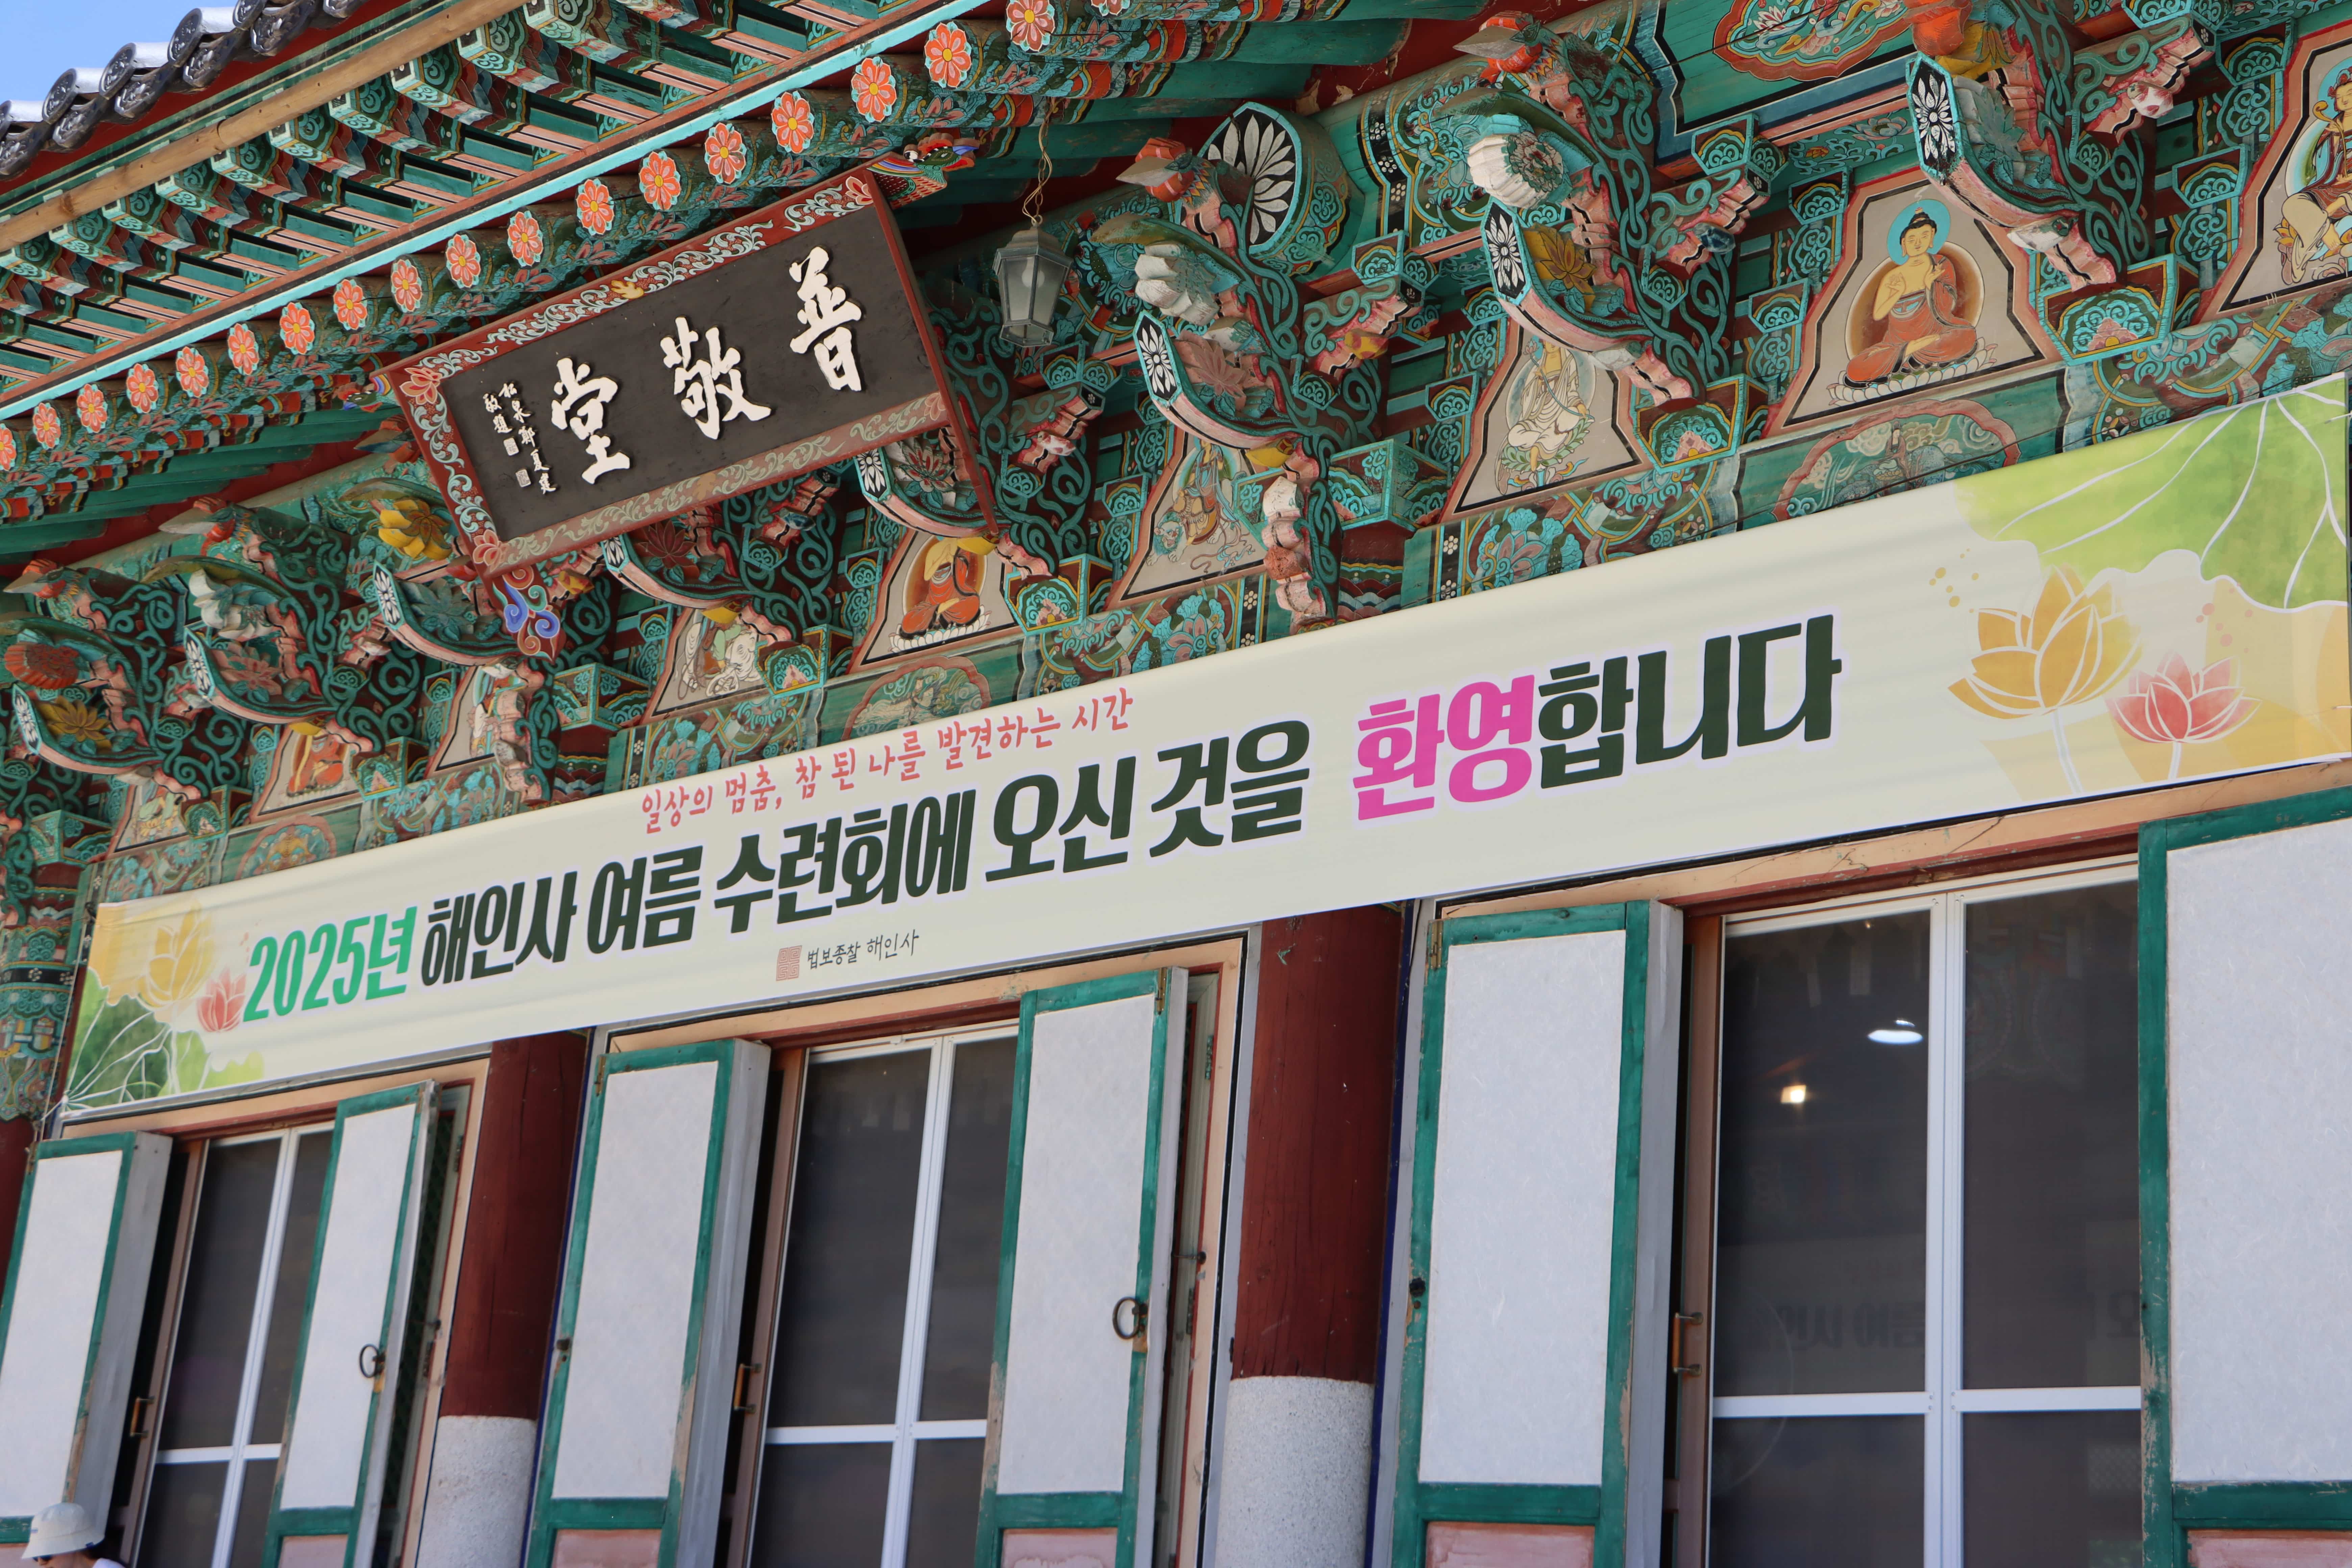 普敬堂
일상의 멈춤, 참 된 나를 발견하는 시간
2025년 해인사 여름 수련회에 오신 것을 환영합니다
법보종찰 해인사